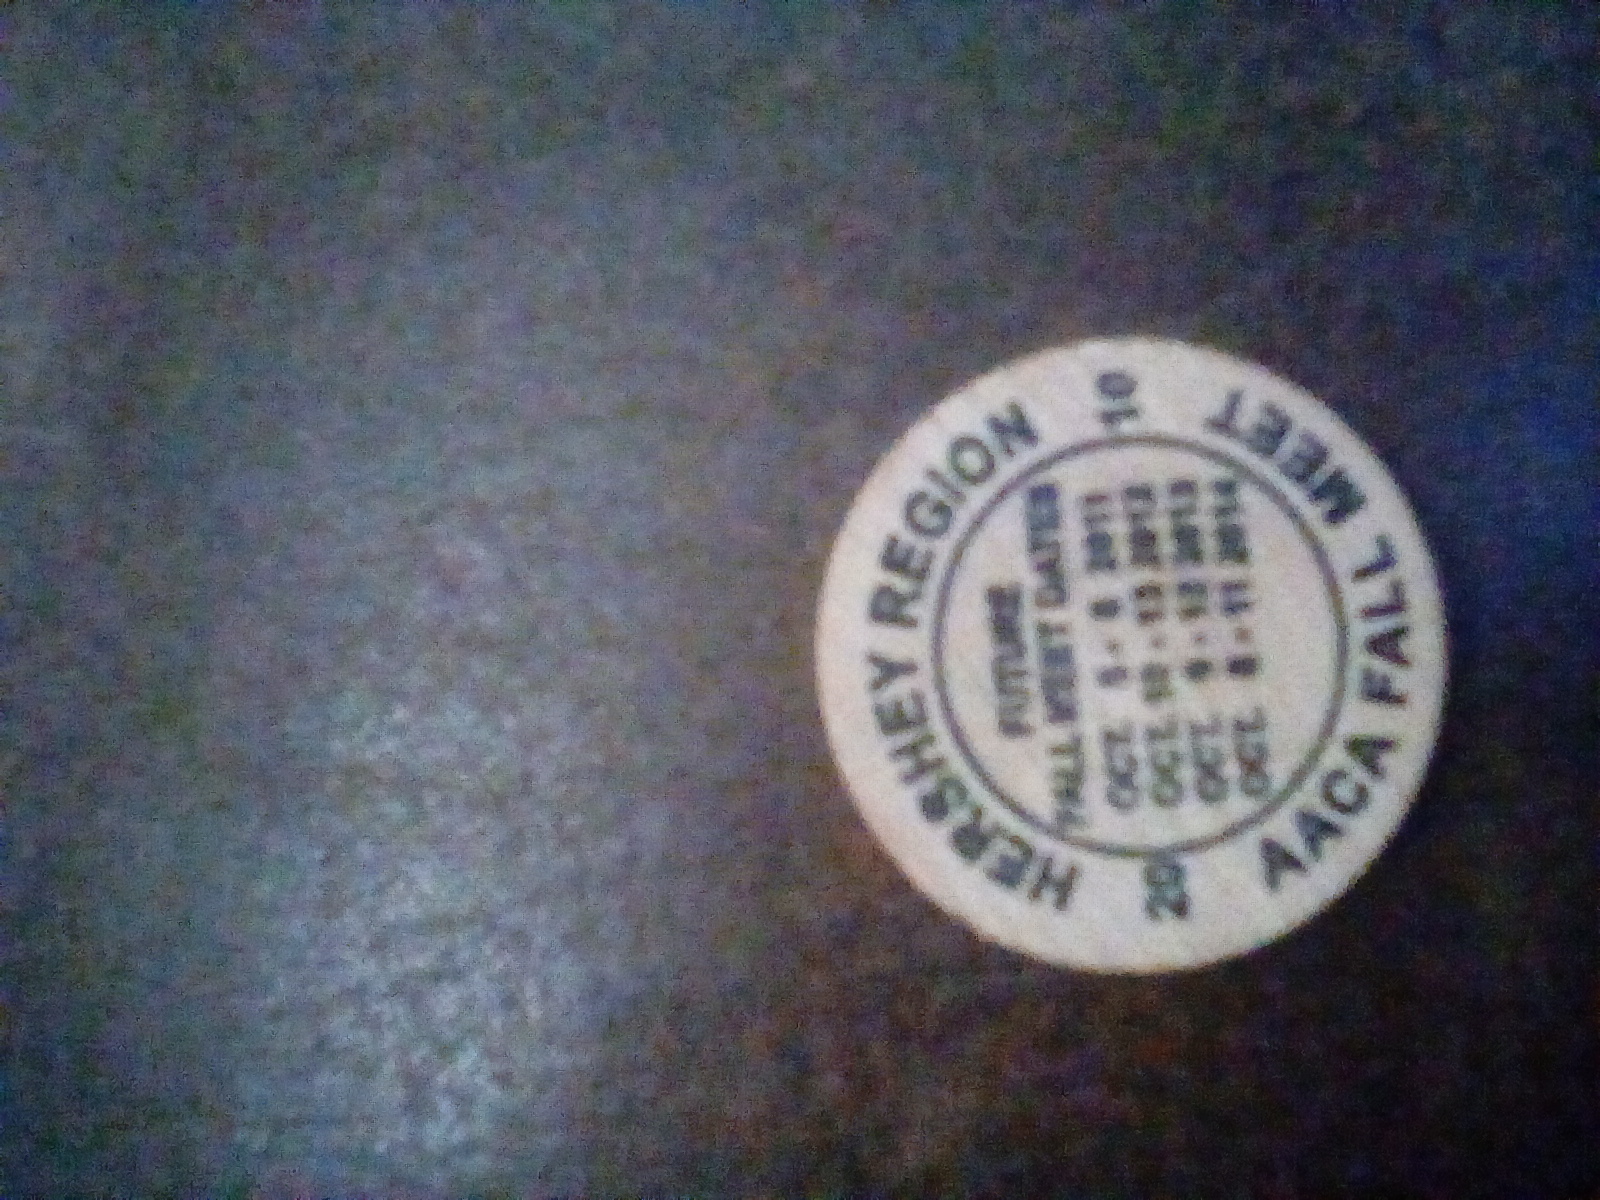 HERSHEY REGION
20 10
FUTURE
FALL MEET DATES
OCT. 5 - 8 2011
OCT. 10 - 13 2012
OCT. 9 - 12 2013
OCT. 8 - 11 2014
AACA FALL MEET